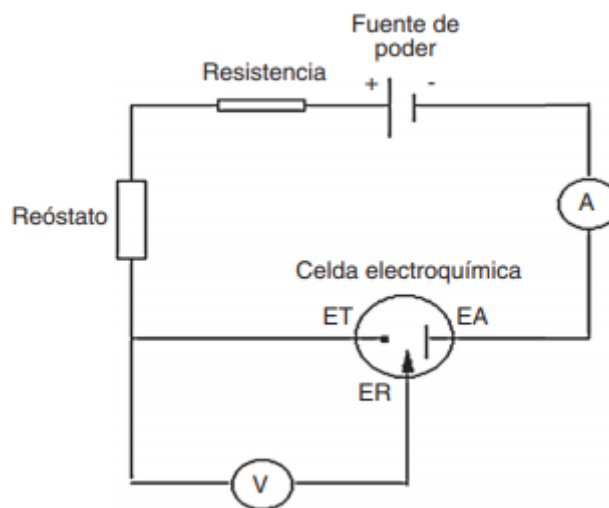 Fuente de
poder
Resistencia
+ -
Reóstato
A
Celda electroquímica
ET EA
ER
V